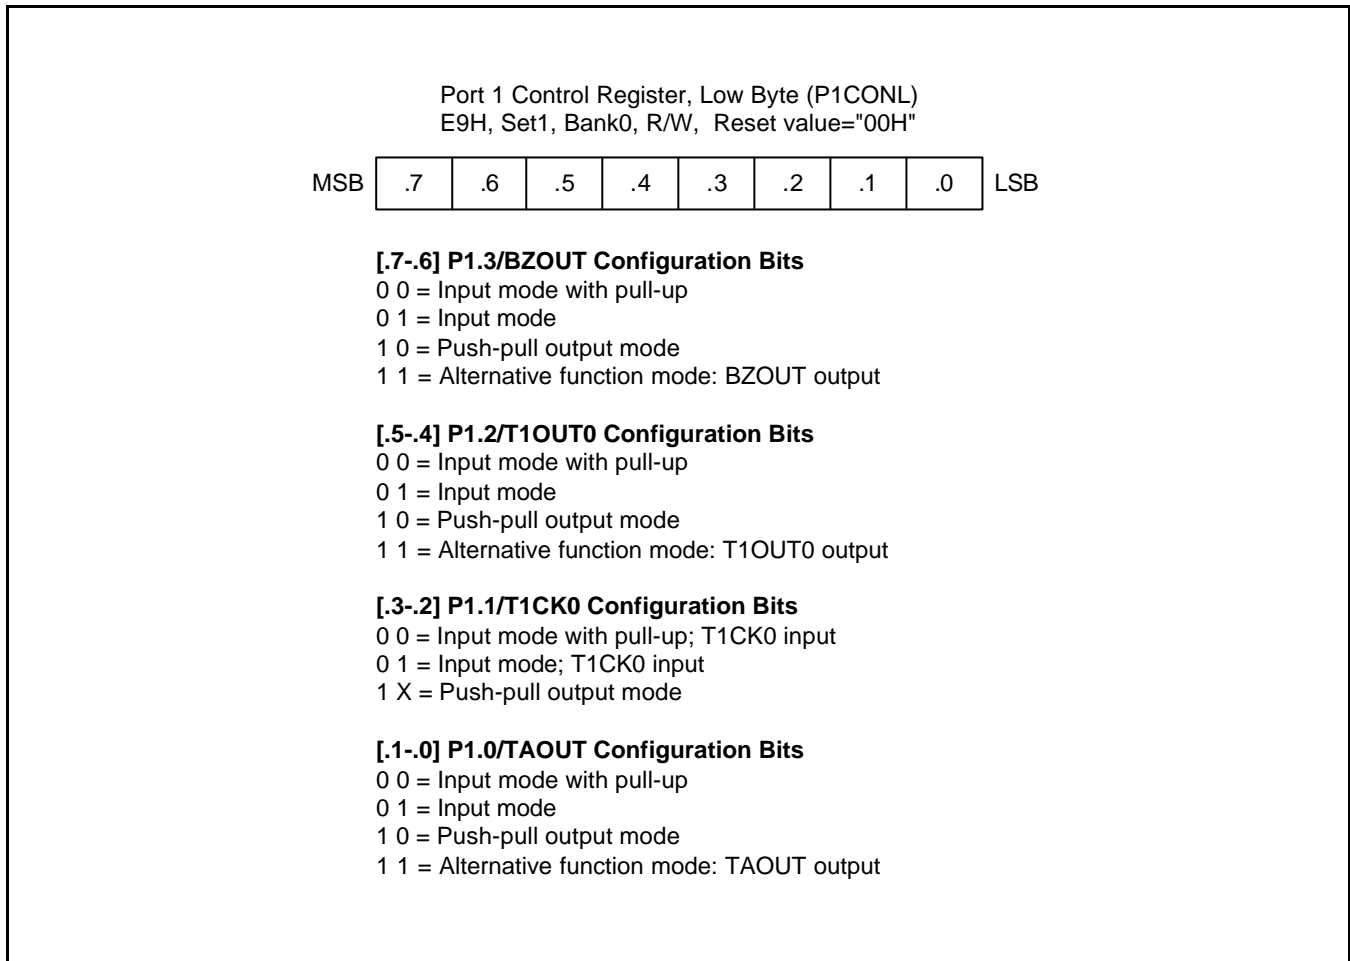 Port 1 Control Register, Low Byte (P1CONL)
E9H, Set1, Bank0, R/W, Reset value="00H"
MSB .7 .6 .5 .4 .3 .2 .1 .0 LSB
[.7-.6] P1.3/BZOUT Configuration Bits
0 0 = Input mode with pull-up
0 1 = Input mode
1 0 = Push-pull output mode
1 1 = Alternative function mode: BZOUT output
[.5-.4] P1.2/T1OUT0 Configuration Bits
0 0 = Input mode with pull-up
0 1 = Input mode
1 0 = Push-pull output mode
1 1 = Alternative function mode: T1OUT0 output
[.3-.2] P1.1/T1CK0 Configuration Bits
0 0 = Input mode with pull-up; T1CK0 input
0 1 = Input mode; T1CK0 input
1 X = Push-pull output mode
[.1-.0] P1.0/TAOUT Configuration Bits
0 0 = Input mode with pull-up
0 1 = Input mode
1 0 = Push-pull output mode
1 1 = Alternative function mode: TAOUT output